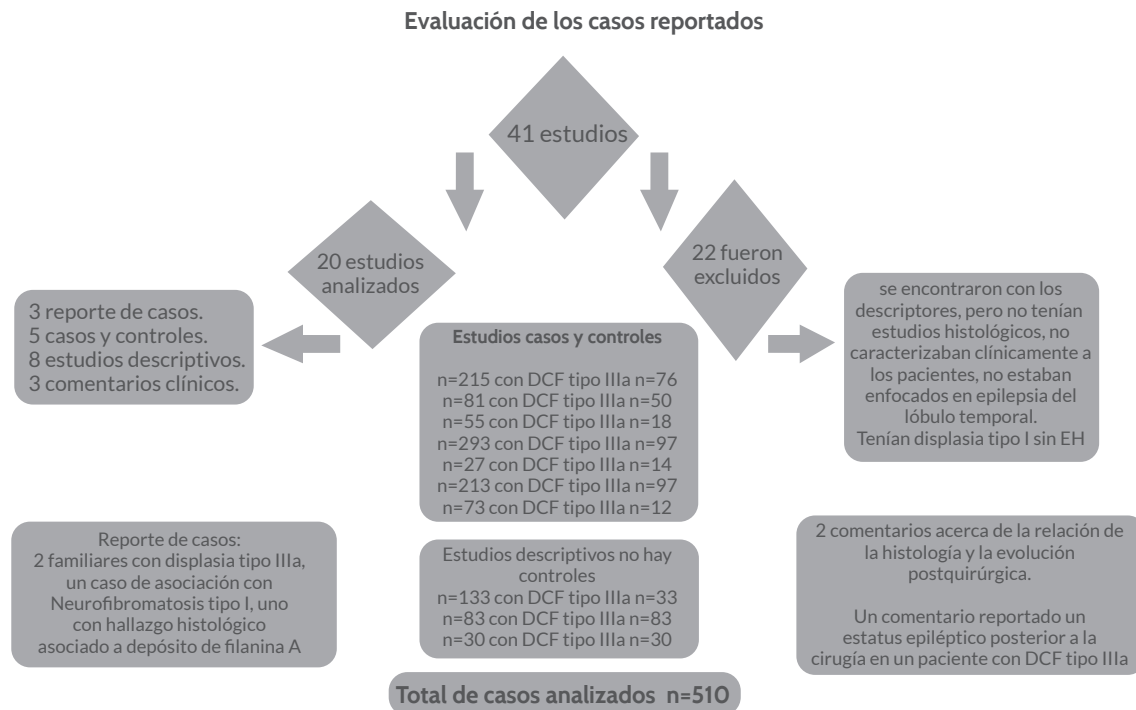 Evaluación de los casos reportados
41 estudios
20 estudios
analizados
22 fueron
excluidos
3 reporte de casos.
5 casos y controles.
8 estudios descriptivos.
3 comentarios clínicos.
Estudios casos y controles
n=215 con DCF tipo IIIa n=76
n=81 con DCF tipo IIIa n=50
n=55 con DCF tipo IIIa n=18
n=293 con DCF tipo IIIa n=97
n=27 con DCF tipo IIIa n=14
n=213 con DCF tipo IIIa n=97
n=73 con DCF tipo IIIa n=12
se encontraron con los
descriptores, pero no tenían
estudios histológicos, no
caracterizaban clínicamente a
los pacientes, no estaban
enfocados en epilepsia del
lóbulo temporal.
Tenían displasia tipo I sin EH
Reporte de casos:
2 familiares con displasia tipo IIIa,
un caso de asociación con
Neurofibromatosis tipo I, uno
con hallazgo histológico
asociado a depósito de filanina A
Estudios descriptivos no hay
controles
n=133 con DCF tipo IIIa n=33
n=83 con DCF tipo IIIa n=83
n=30 con DCF tipo IIIa n=30
2 comentarios acerca de la relación de
la histología y la evolución
postquirúrgica.
Un comentario reportado un
estatus epiléptico posterior a la
cirugía en un paciente con DCF tipo IIIa
Total de casos analizados n=510